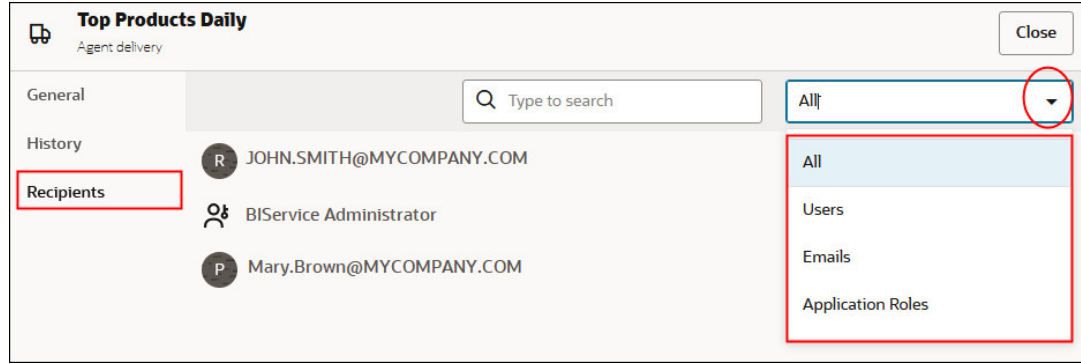 Top Products Daily
Agent delivery
Close
General
History
Recipients
Type to search
All
R JOHN.SMITH@MYCOMPANY.COM
BIService Administrator
P Mary.Brown@MYCOMPANY.COM
All
Users
Emails
Application Roles